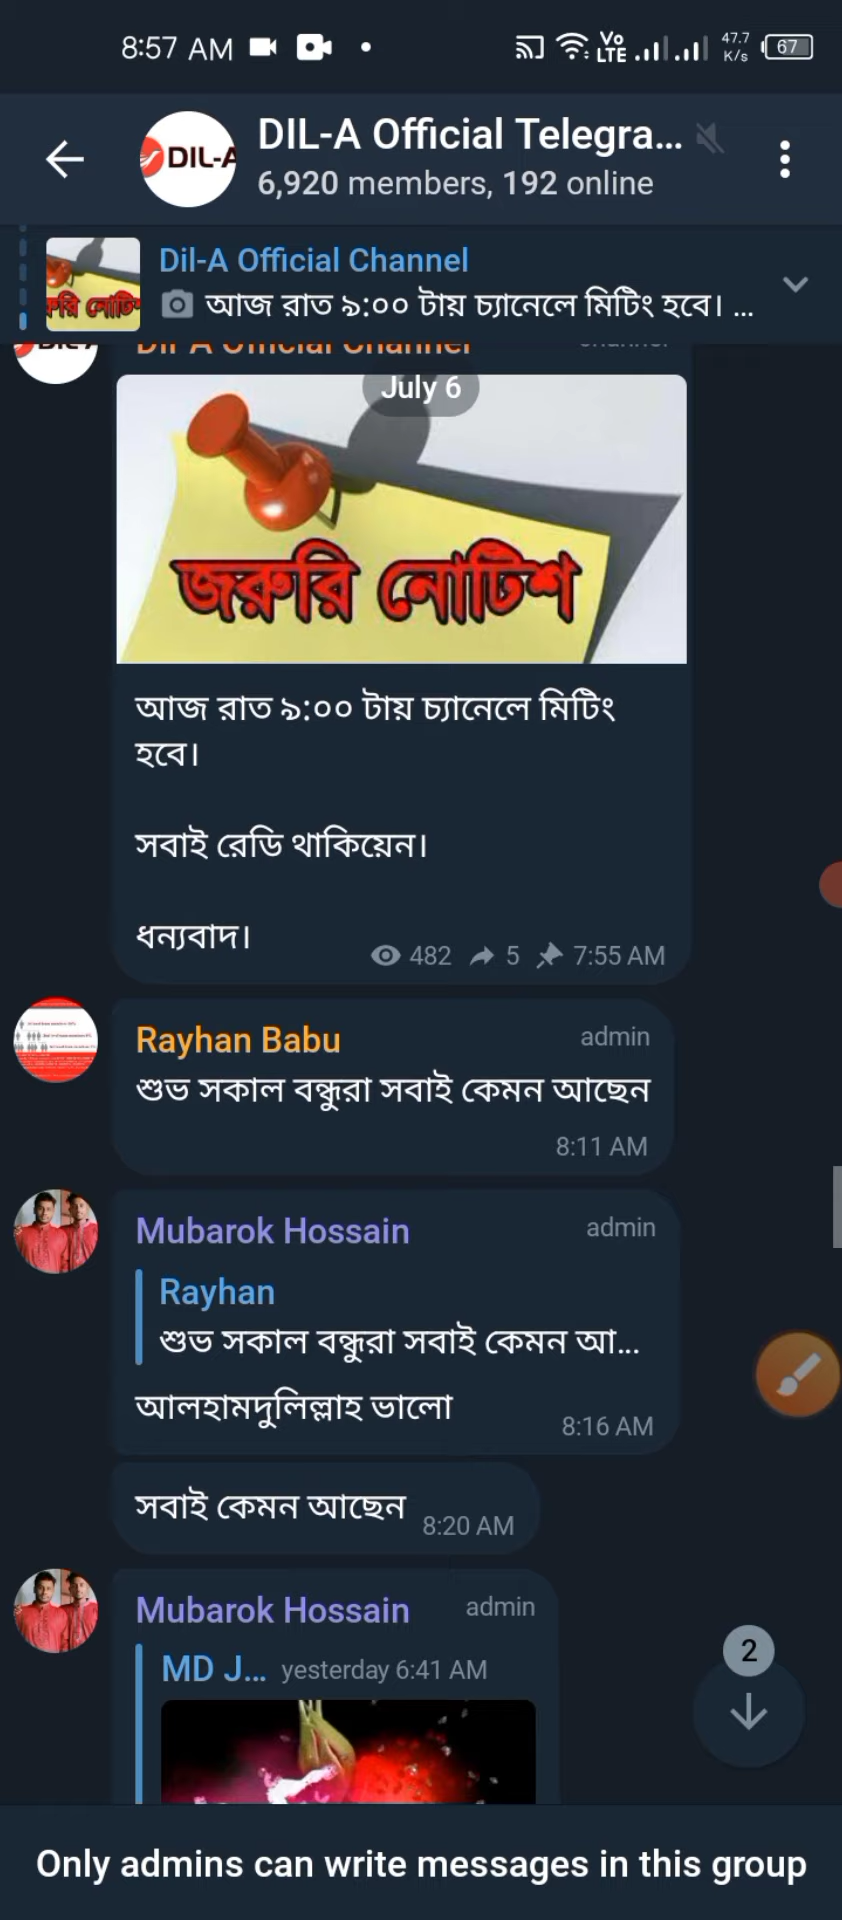 8:57 AM
Vo LTE
47.7 K/s
67
DIL-A
DIL-A Official Telegra...
6,920 members, 192 online
Dil-A Official Channel
আজ রাত ৯:০০ টায় চ্যানেলে মিটিং হবে। ...
July 6
জরুরি নোটিশ
আজ রাত ৯:০০ টায় চ্যানেলে মিটিং
হবে।
সবাই রেডি থাকিয়েন।
ধন্যবাদ।
482 5 7:55 AM
Rayhan Babu admin
শুভ সকাল বন্ধুরা সবাই কেমন আছেন
8:11 AM
Mubarok Hossain admin
Rayhan
শুভ সকাল বন্ধুরা সবাই কেমন আ...
আলহামদুলিল্লাহ ভালো
8:16 AM
সবাই কেমন আছেন 8:20 AM
Mubarok Hossain admin
MD J... yesterday 6:41 AM
2
Only admins can write messages in this group